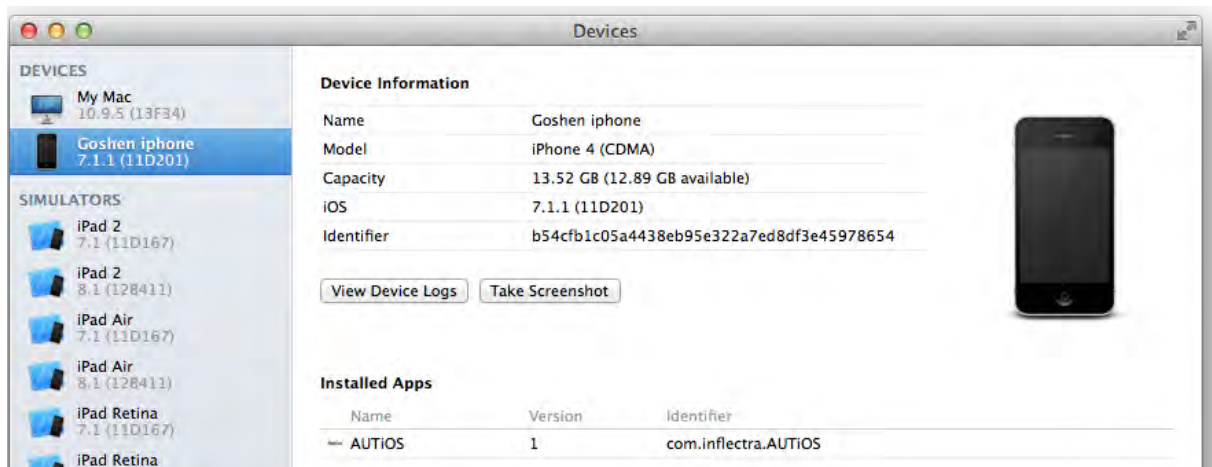 Devices
DEVICES
My Mac
10.9.5 (13F34)
Goshen iphone
7.1.1 (11D201)
SIMULATORS
iPad 2
7.1 (11D167)
iPad 2
8.1 (12B411)
iPad Air
7.1 (11D167)
iPad Air
8.1 (12B411)
iPad Retina
7.1 (11D167)
iPad Retina
Device Information
Name Goshen iphone
Model iPhone 4 (CDMA)
Capacity 13.52 GB (12.89 GB available)
iOS 7.1.1 (11D201)
Identifier b54cfb1c05a4438eb95e322a7ed8df3e45978654
View Device Logs Take Screenshot
Installed Apps
Name Version Identifier
AUTiOS 1 com.inflectra.AUTiOS